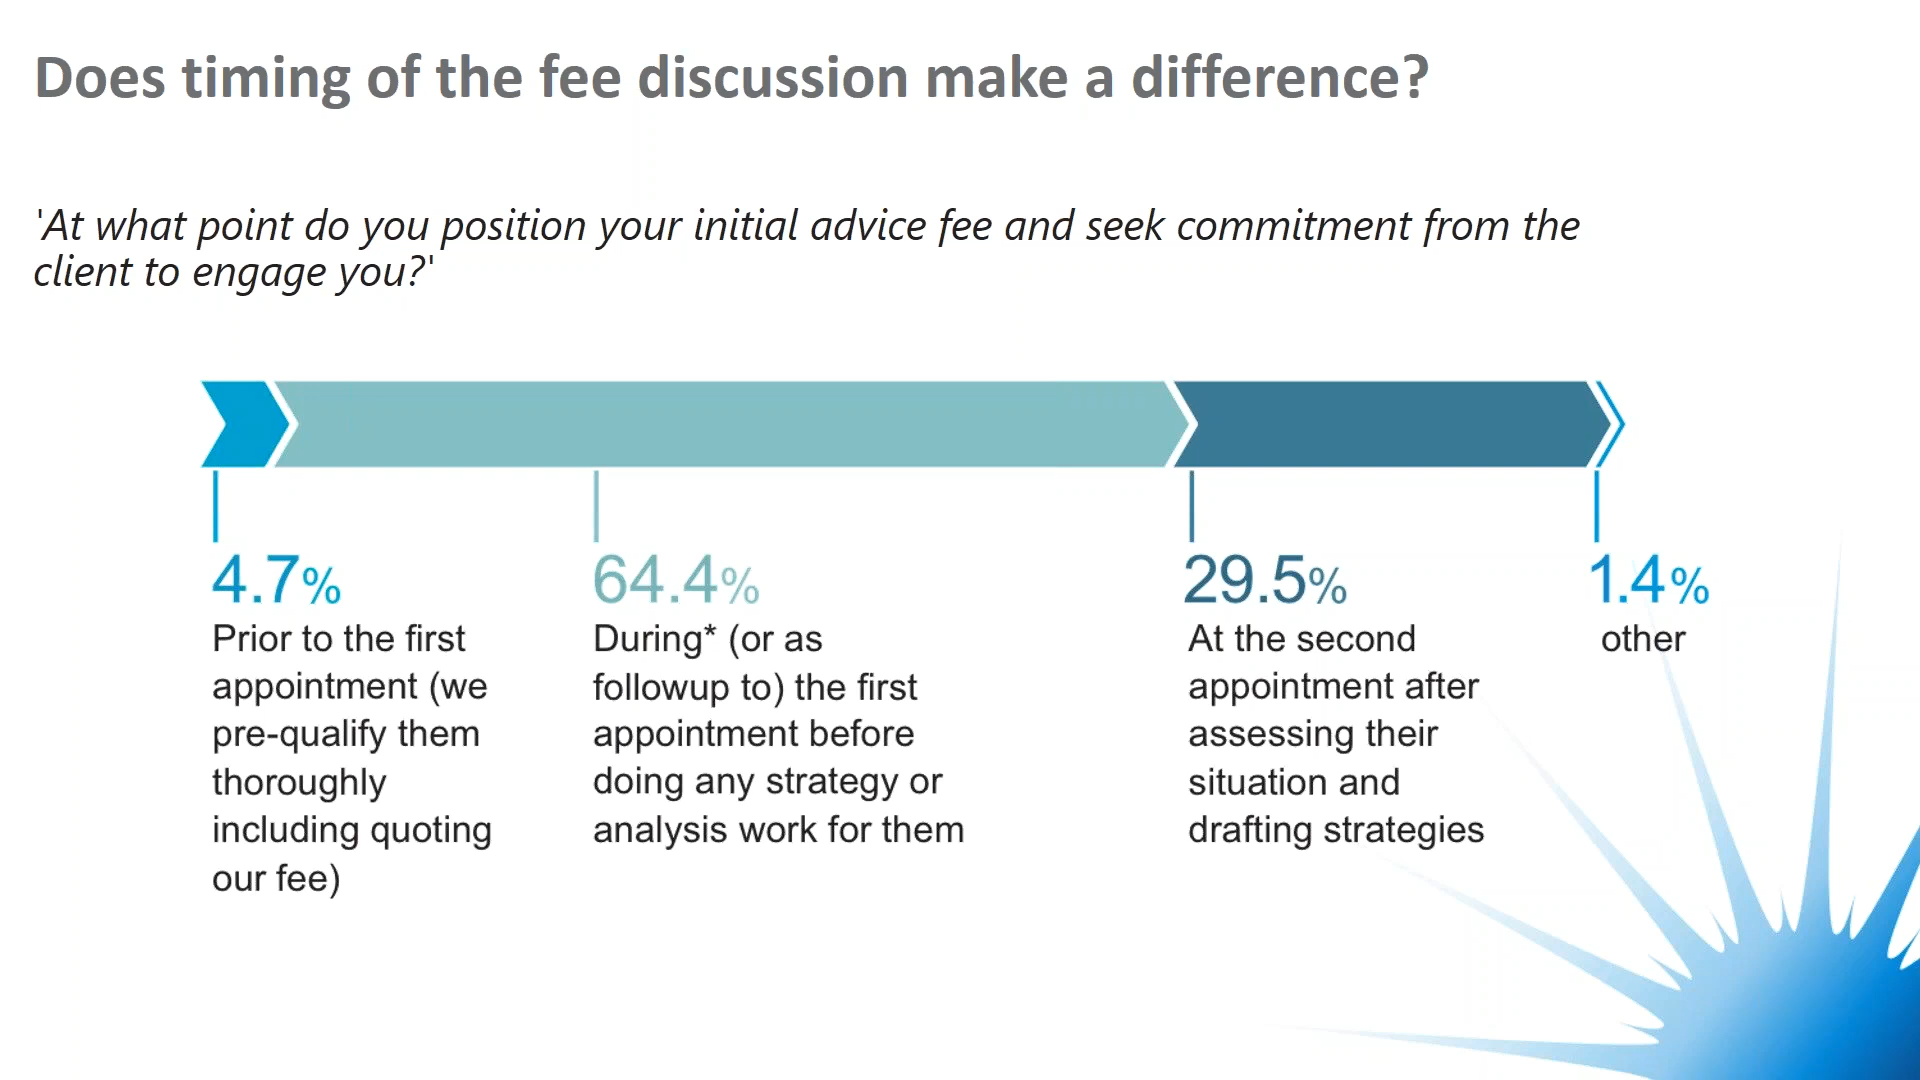 Does timing of the fee discussion make a difference?
'At what point do you position your initial advice fee and seek commitment from the
client to engage you?'
4.7%
Prior to the first
appointment (we
pre-qualify them
thoroughly
including quoting
our fee)
64.4%
During* (or as
followup to) the first
appointment before
doing any strategy or
analysis work for them
29.5%
At the second
appointment after
assessing their
situation and
drafting strategies
1.4%
other